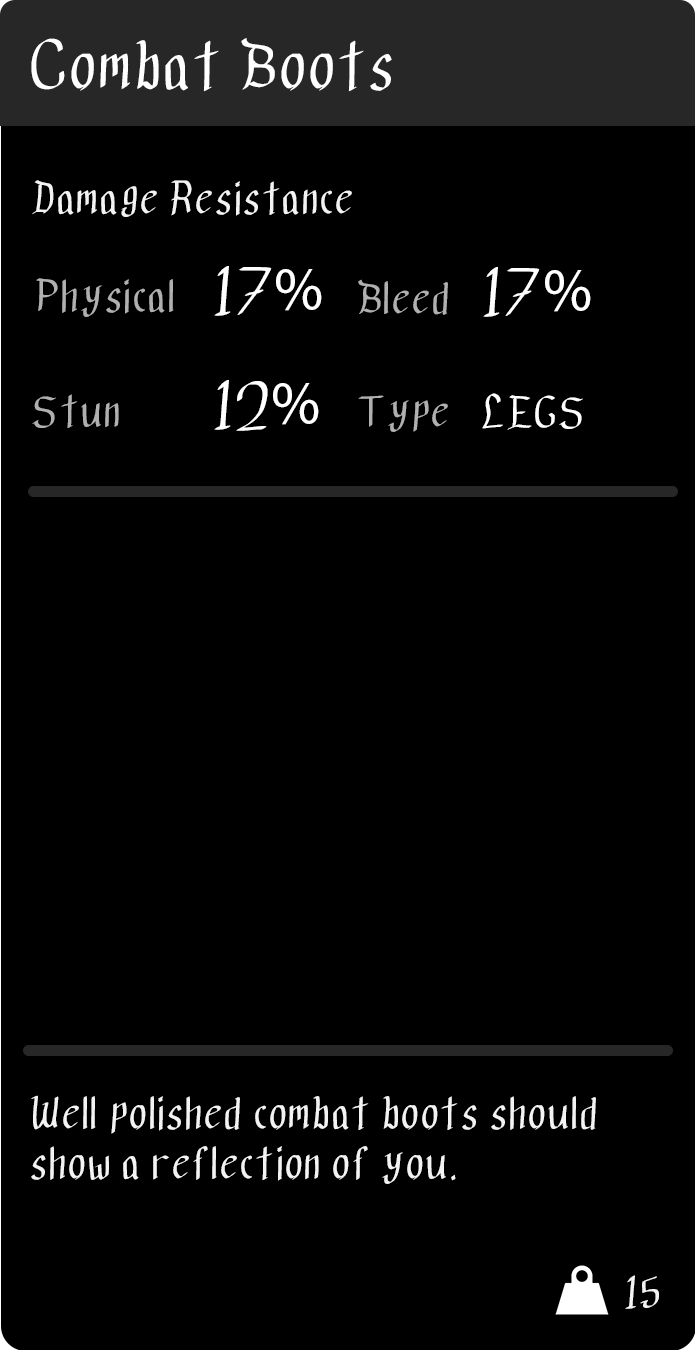 Combat Boots
Damage Resistance
Physical 17% Bleed 17%
Stun 12% Type LEGS
Well polished combat boots should
show a reflection of you.
15